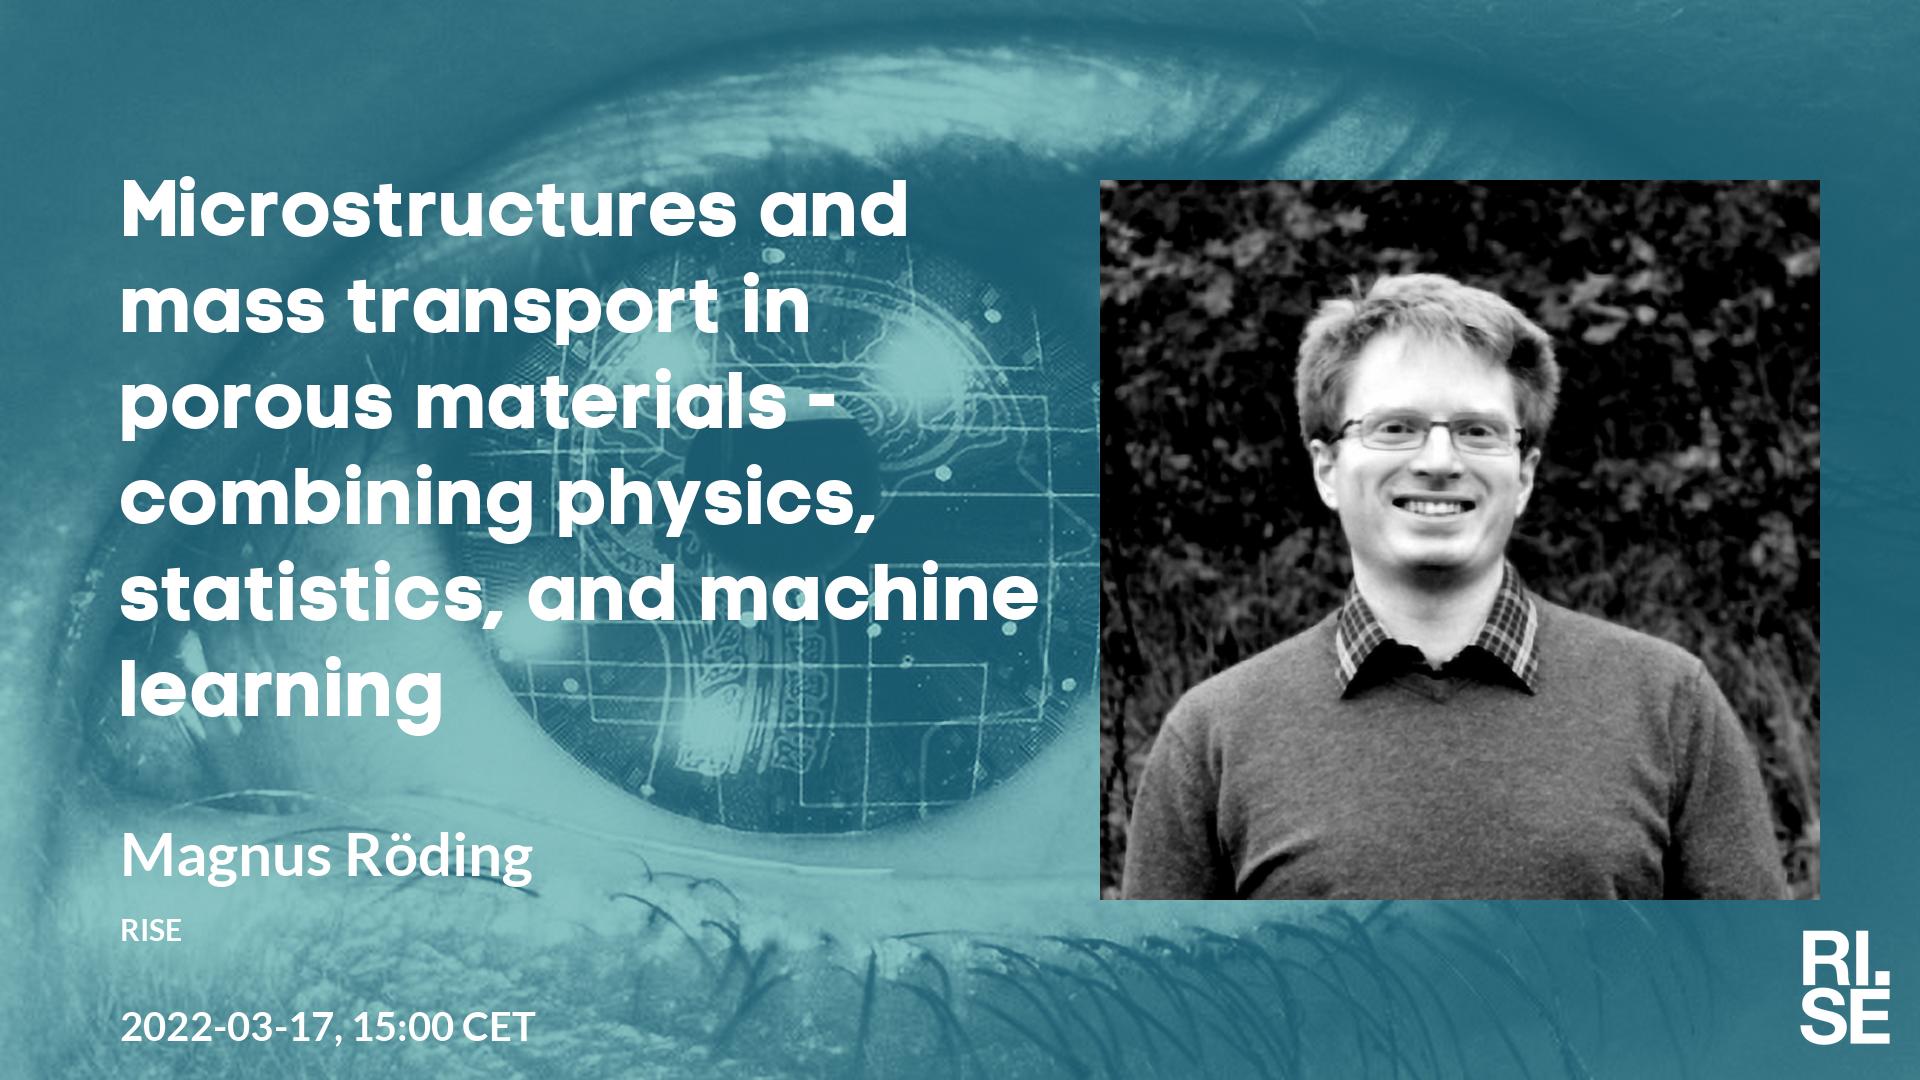 Microstructures and
mass transport in
porous materials -
combining physics,
statistics, and machine
learning
Magnus Röding
RISE
2022-03-17, 15:00 CET
RI.
SE